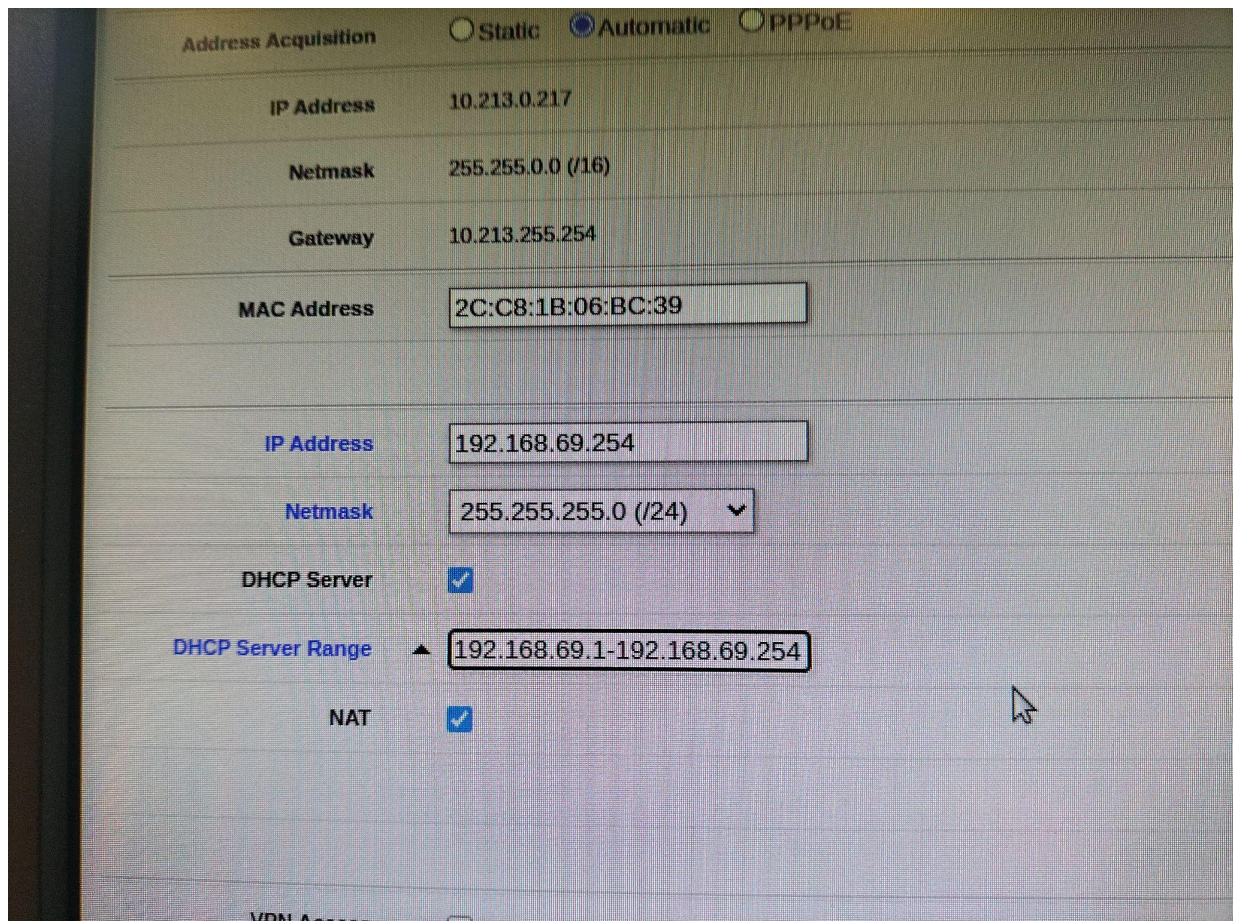 Address Acquisition Static Automatic PPPoE
IP Address 10.213.0.217
Netmask 255.255.0.0 (/16)
Gateway 10.213.255.254
MAC Address 2C:C8:1B:06:BC:39
IP Address 192.168.69.254
Netmask 255.255.255.0 (/24)
DHCP Server
DHCP Server Range 192.168.69.1-192.168.69.254
NAT
VPN Access